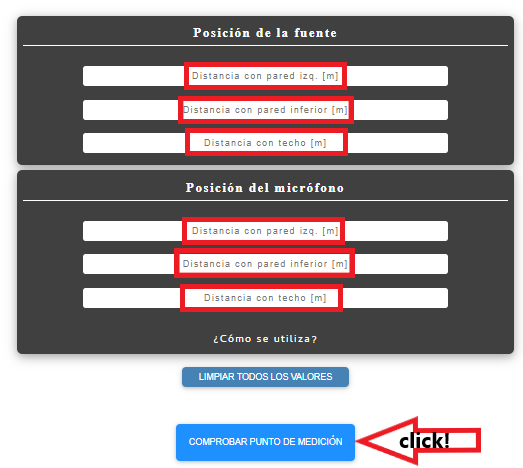 Posición de la fuente
Distancia con pared izq. [m]
Distancia con pared inferior [m]
Distancia con techo [m]
Posición del micrófono
Distancia con pared izq. [m]
Distancia con pared inferior [m]
Distancia con techo [m]
¿Cómo se utiliza?
LIMPIAR TODOS LOS VALORES
COMPROBAR PUNTO DE MEDICIÓN
click!